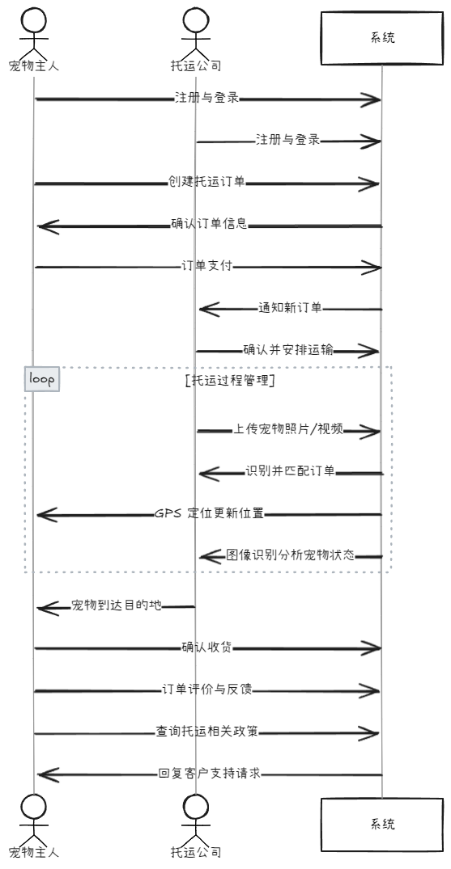 宠物主人
托运公司
系统
注册与登录
注册与登录
创建托运订单
确认订单信息
订单支付
通知新订单
确认并安排运输
loop
[托运过程管理]
上传宠物照片/视频
识别并匹配订单
GPS 定位更新位置
图像识别分析宠物状态
宠物到达目的地
确认收货
订单评价与反馈
查询托运相关政策
回复客户支持请求
宠物主人
托运公司
系统